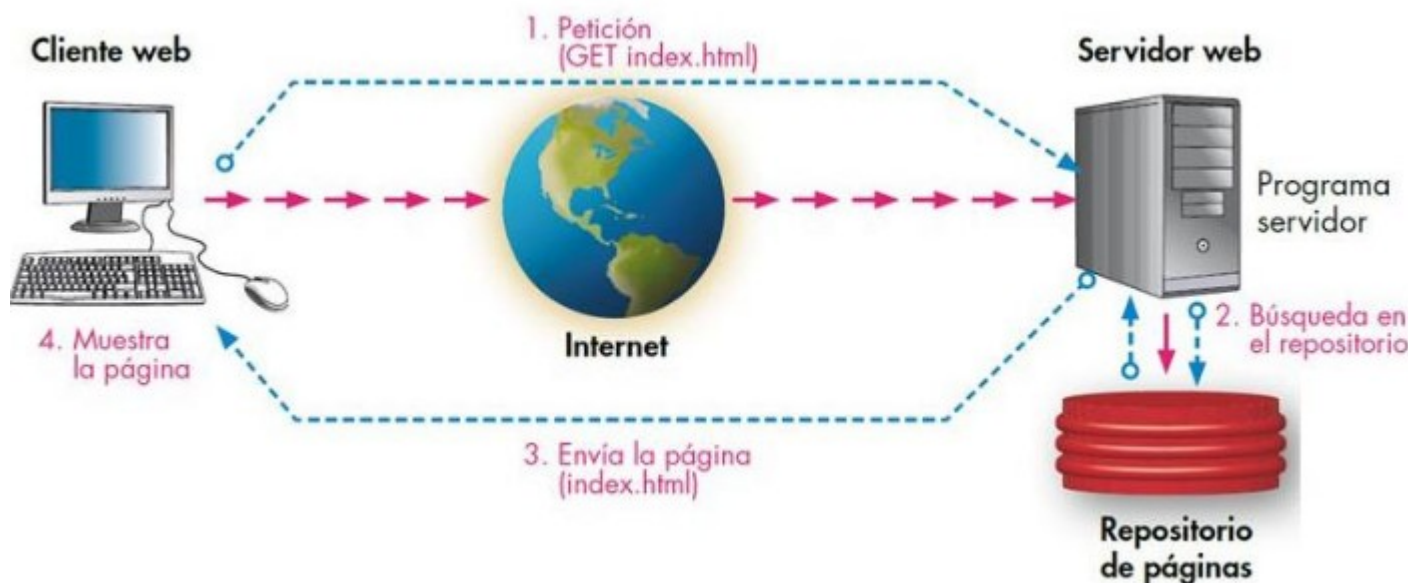 Cliente web
1. Petición
(GET index.html)
Servidor web
Programa
servidor
Internet
2. Búsqueda en
el repositorio
4. Muestra
la página
3. Envía la página
(index.html)
Repositorio
de páginas